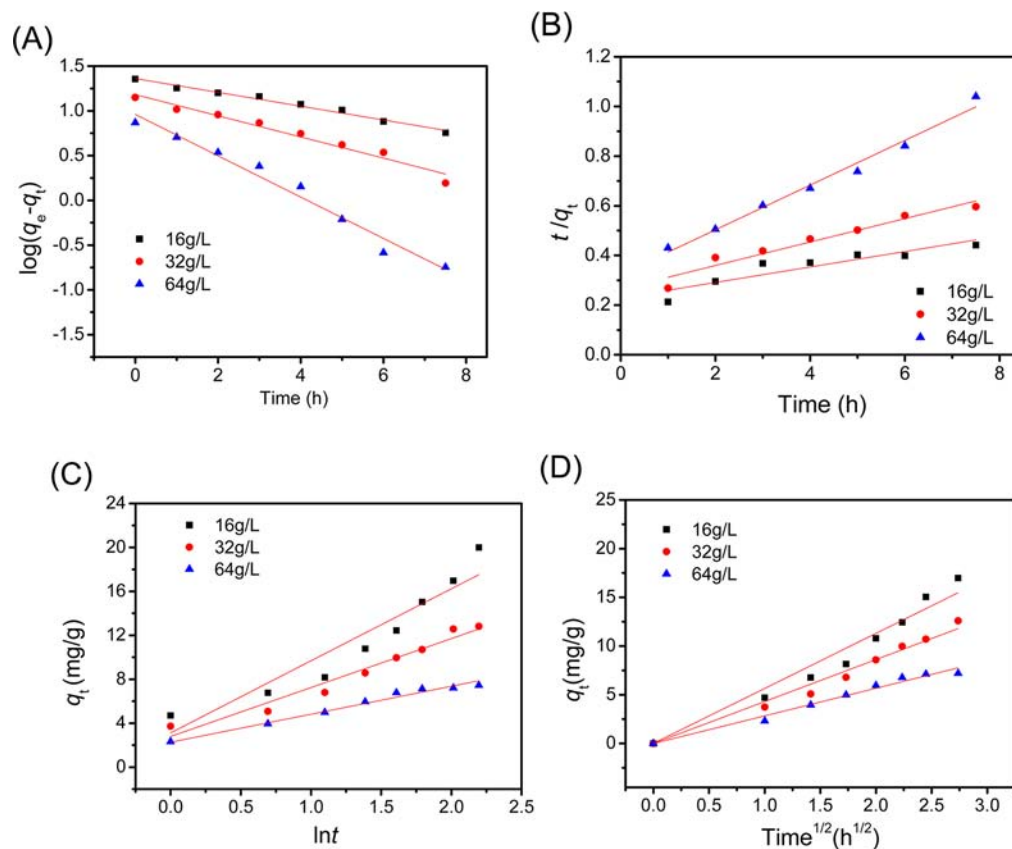 (A)
1.5
1.0
0.5
0.0
-0.5
-1.0
-1.5
log(qe-qt)
16g/L
32g/L
64g/L
0 2 4 6 8
Time (h)
(B)
1.2
1.0
0.8
0.6
0.4
0.2
0.0
t/qt
16g/L
32g/L
64g/L
0 2 4 6 8
Time (h)
(C)
24
20
16
12
8
4
0
qt (mg/g)
16g/L
32g/L
64g/L
0.0 0.5 1.0 1.5 2.0 2.5
lnt
(D)
25
20
15
10
5
0
qt (mg/g)
16g/L
32g/L
64g/L
0.0 0.5 1.0 1.5 2.0 2.5 3.0
Time1/2(h1/2)